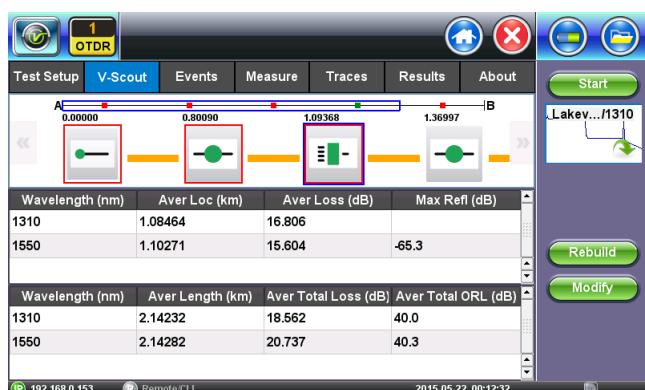 1
OTDR
Test Setup V-Scout Events Measure Traces Results About
Start
A B
0.00000 0.80090 1.09368 1.36997
Lakev.../1310
Wavelength (nm) Aver Loc (km) Aver Loss (dB) Max Refl (dB)
1310 1.08464 16.806
1550 1.10271 15.604 -65.3
Rebuild
Modify
Wavelength (nm) Aver Length (km) Aver Total Loss (dB) Aver Total ORL (dB)
1310 2.14232 18.562 40.0
1550 2.14282 20.737 40.3
IP 192.168.0.153 R Remote/CLI 2015.05.22 00:12:32